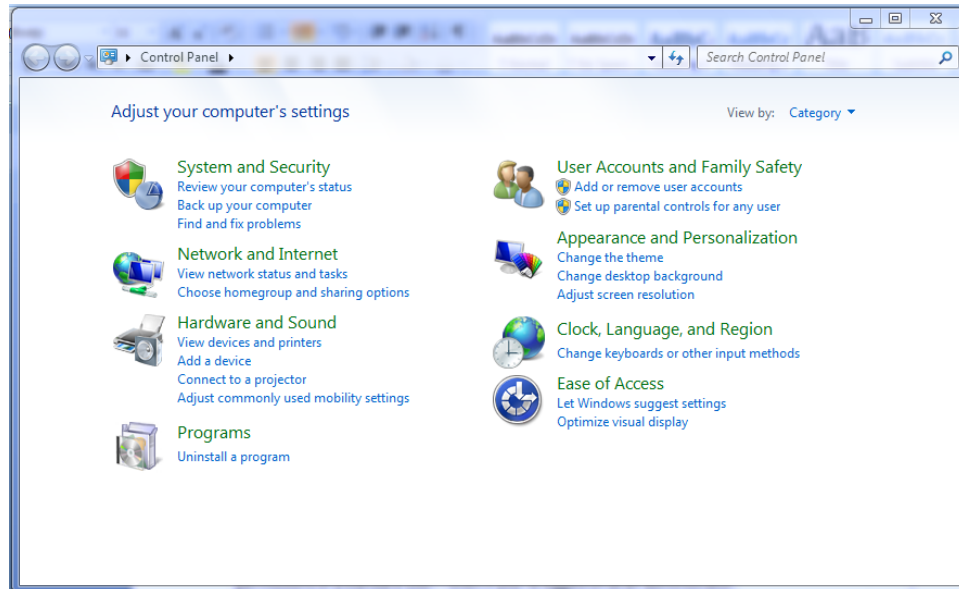 Control Panel
Search Control Panel
Adjust your computer's settings
View by: Category
System and Security
Review your computer's status
Back up your computer
Find and fix problems
Network and Internet
View network status and tasks
Choose homegroup and sharing options
Hardware and Sound
View devices and printers
Add a device
Connect to a projector
Adjust commonly used mobility settings
Programs
Uninstall a program
User Accounts and Family Safety
Add or remove user accounts
Set up parental controls for any user
Appearance and Personalization
Change the theme
Change desktop background
Adjust screen resolution
Clock, Language, and Region
Change keyboards or other input methods
Ease of Access
Let Windows suggest settings
Optimize visual display